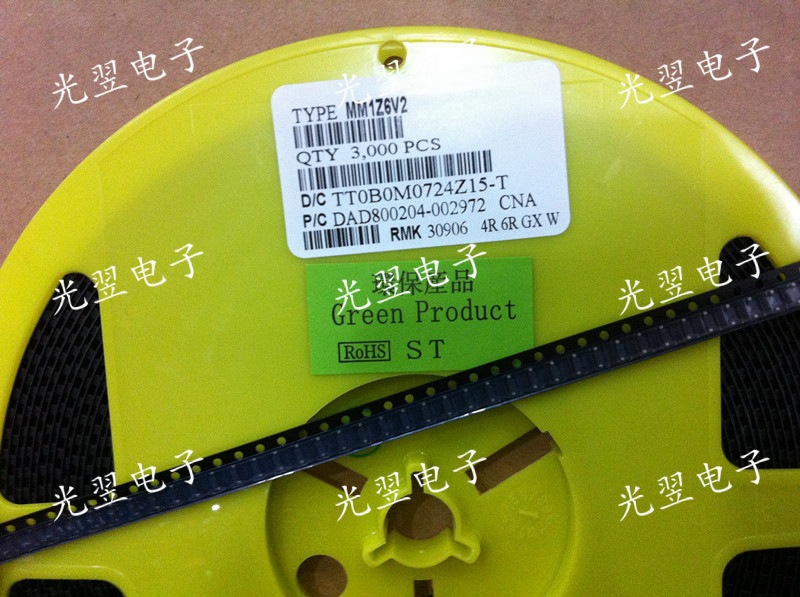 光翌电子
光翌电子
光翌电子
TYPE MM1Z6V2
QTY 3,000 PCS
D/C TT0B0M0724Z15-T
P/C DAD800204-002972 CNA
RMK 30906 4R 6R GX W
光翌电子
光翌电子
光翌电子
環保產品
Green Product
RoHS ST
光翌电子
光翌电子
光翌电子